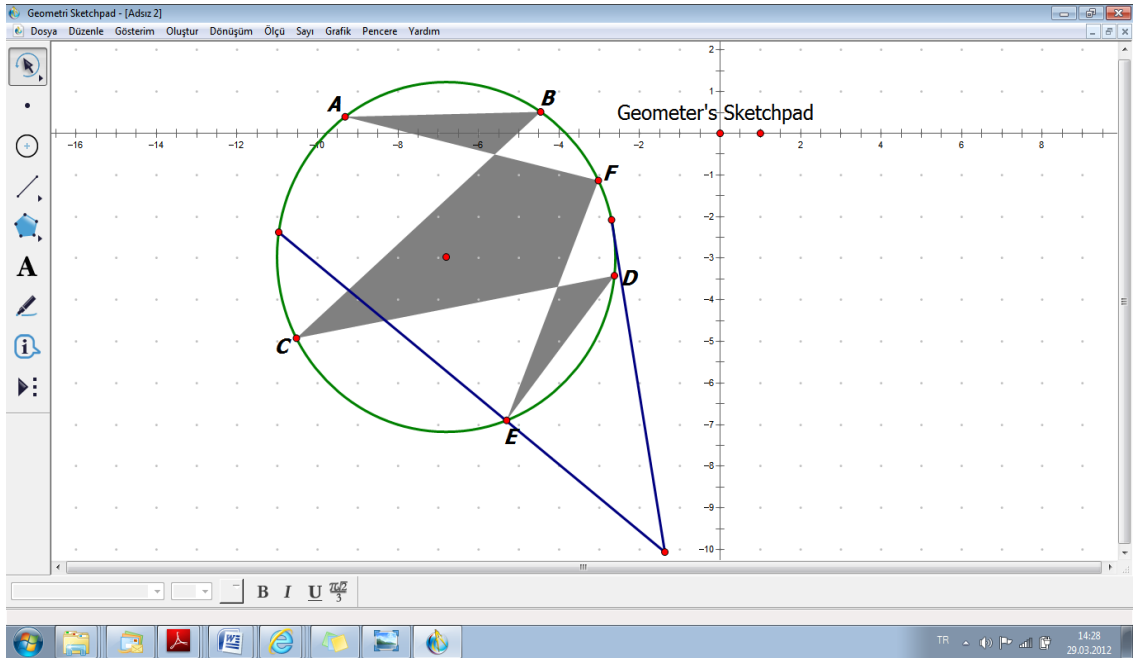 Geometri Sketchpad - [Adsız 2]
Dosya Düzenle Gösterim Oluştur Dönüşüm Ölçü Sayı Grafik Pencere Yardım
2
A B
1
Geometer's Sketchpad
-16 -14 -12 -10 -8 -6 -4 -2 2 4 6 8
F
-1
-2
A
-3
D
-4
C
-5
-6
E
-7
-8
-9
-10
B I U
TR 14:28
29.03.2012